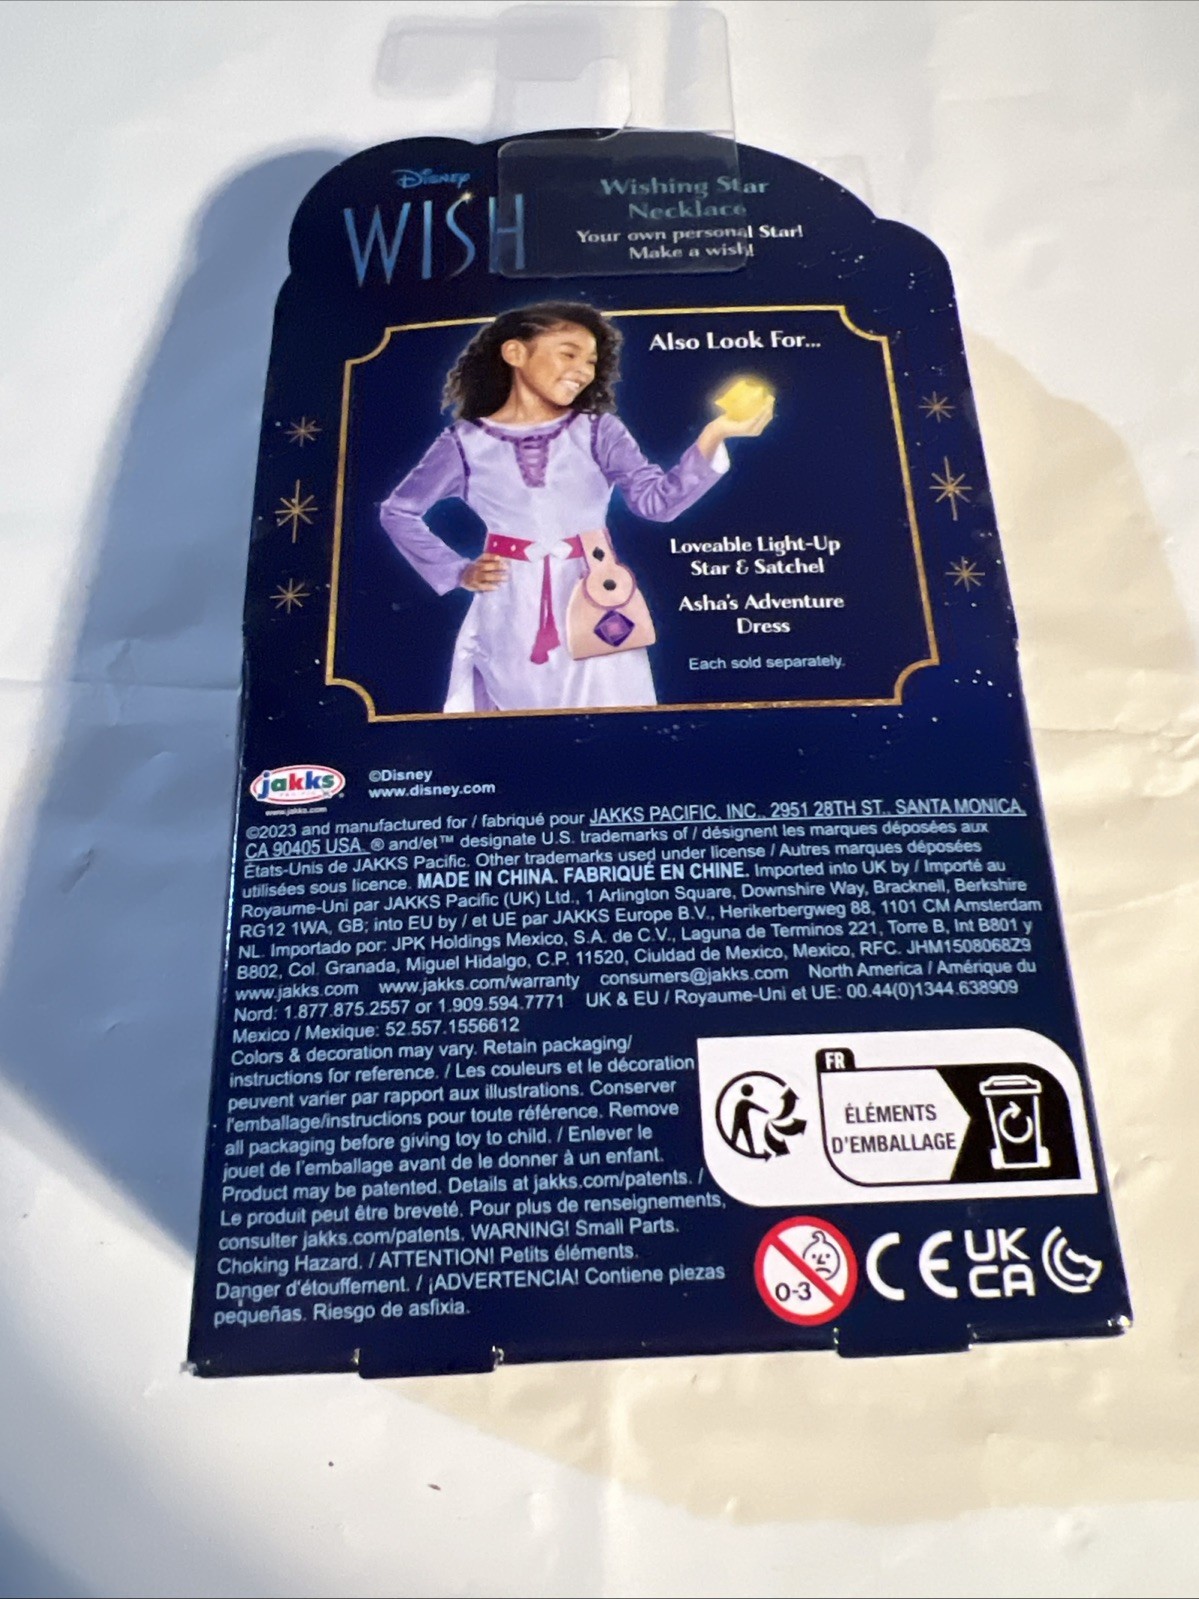 Disney
WISH
Wishing Star
Necklace
Your own personal Star!
Make a wish!
Also Look For...
Loveable Light-Up
Star & Satchel
Asha's Adventure
Dress
Each sold separately.
jakks
www.jakks.com
©Disney
www.disney.com
©2023 and manufactured for / fabriqué pour JAKKS PACIFIC, INC., 2951 28TH ST., SANTA MONICA,
CA 90405 USA. ® and/et™ designate U.S. trademarks of / désignent les marques déposées aux
États-Unis de JAKKS Pacific. Other trademarks used under license / Autres marques déposées
utilisées sous licence. MADE IN CHINA. FABRIQUÉ EN CHINE. Imported into UK by / Importé au
Royaume-Uni par JAKKS Pacific (UK) Ltd., 1 Arlington Square, Downshire Way, Bracknell, Berkshire
RG12 1WA, GB; into EU by / et UE par JAKKS Europe B.V., Herikerbergweg 88, 1101 CM Amsterdam
NL. Importado por: JPK Holdings Mexico, S.A. de C.V., Laguna de Terminos 221, Torre B, Int B801 y
B802, Col. Granada, Miguel Hidalgo, C.P. 11520, Ciuldad de Mexico, Mexico, RFC. JHM1508068Z9
www.jakks.com www.jakks.com/warranty consumers@jakks.com North America / Amérique du
Nord: 1.877.875.2557 or 1.909.594.7771 UK & EU / Royaume-Uni et UE: 00.44(0)1344.638909
Mexico / Mexique: 52.557.1556612
Colors & decoration may vary. Retain packaging/
instructions for reference. / Les couleurs et le décoration
peuvent varier par rapport aux illustrations. Conserver
l'emballage/instructions pour toute référence. Remove
all packaging before giving toy to child. / Enlever le
jouet de l'emballage avant de le donner à un enfant.
Product may be patented. Details at jakks.com/patents. /
Le produit peut être breveté. Pour plus de renseignements,
consulter jakks.com/patents. WARNING! Small Parts.
Choking Hazard. / ATTENTION! Petits éléments.
Danger d'étouffement. / ¡ADVERTENCIA! Contiene piezas
pequeñas. Riesgo de asfixia.
FR
ÉLÉMENTS
D'EMBALLAGE
0-3
CE
UK
CA